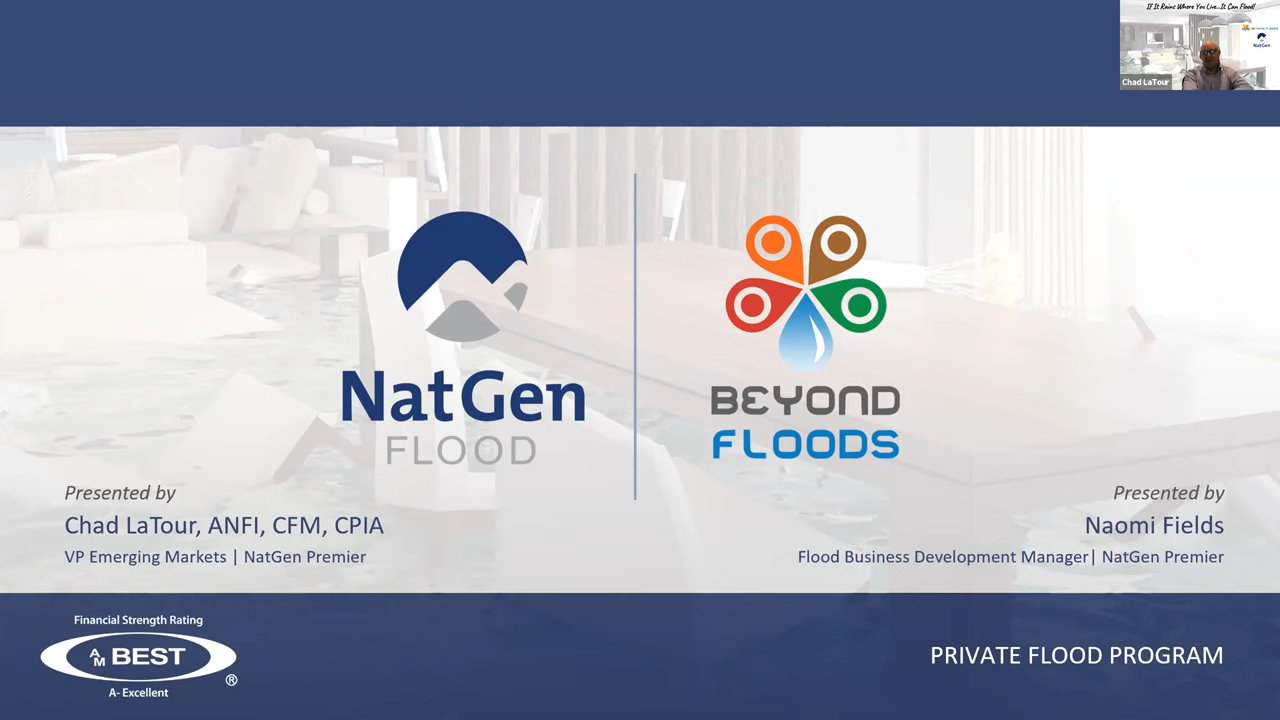 If It Rains Where You Live...It Can Flood!
NatGen
Chad LaTour
NatGen
FLOOD
BEYOND
FLOODS
Presented by
Chad LaTour, ANFI, CFM, CPIA
VP Emerging Markets | NatGen Premier
Presented by
Naomi Fields
Flood Business Development Manager| NatGen Premier
Financial Strength Rating
AM BEST
®
A- Excellent
PRIVATE FLOOD PROGRAM